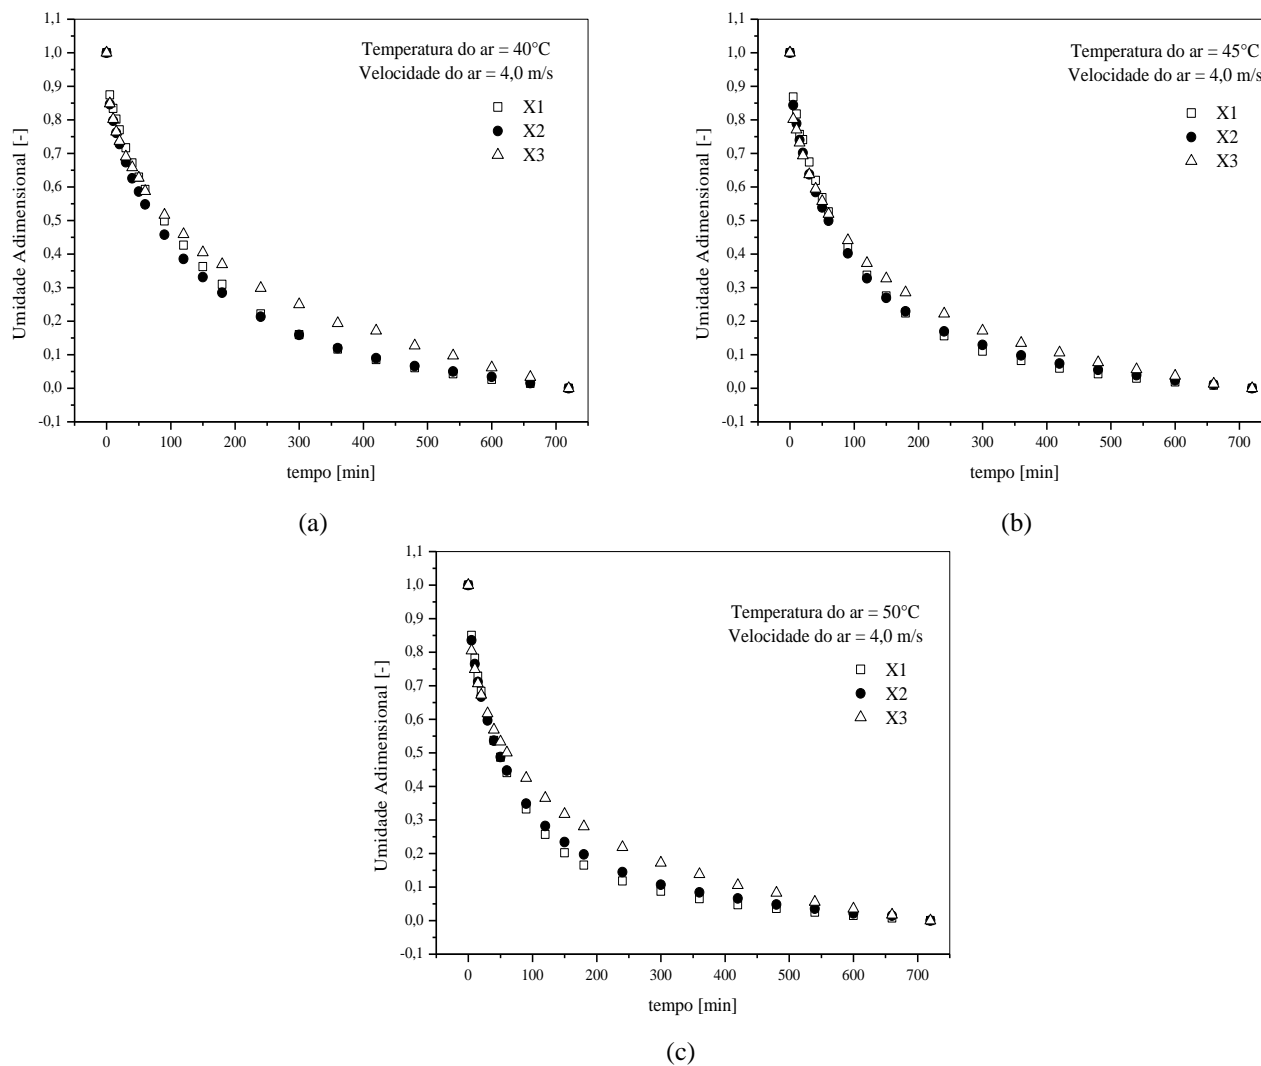 1,1
1,0
0,9
0,8
0,7
0,6
0,5
0,4
0,3
0,2
0,1
0,0
-0,1
Umidade Adimensional [-]
Temperatura do ar = 40°C
Velocidade do ar = 4,0 m/s
X1
X2
X3
0 100 200 300 400 500 600 700
tempo [min]
(a)
1,1
1,0
0,9
0,8
0,7
0,6
0,5
0,4
0,3
0,2
0,1
0,0
-0,1
Umidade Adimensional [-]
Temperatura do ar = 45°C
Velocidade do ar = 4,0 m/s
X1
X2
X3
0 100 200 300 400 500 600 700
tempo [min]
(b)
1,1
1,0
0,9
0,8
0,7
0,6
0,5
0,4
0,3
0,2
0,1
0,0
-0,1
Umidade Adimensional [-]
Temperatura do ar = 50°C
Velocidade do ar = 4,0 m/s
X1
X2
X3
0 100 200 300 400 500 600 700
tempo [min]
(c)